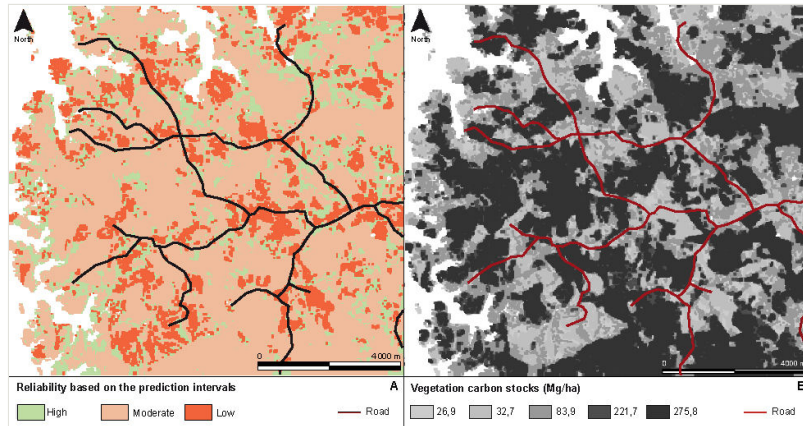 North
North
0 4000 m
0 4000 m
Reliability based on the prediction intervals A
High Moderate Low Road
Vegetation carbon stocks (Mg/ha) B
26,9 32,7 83,9 221,7 275,8 Road